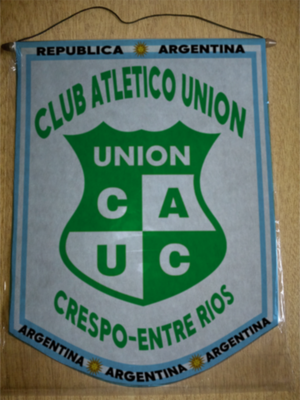 REPUBLICA ARGENTINA
CLUB ATLETICO UNION
UNION
C A
U C
CRESPO-ENTRE RIOS
ARGENTINA ARGENTINA ARGENTINA